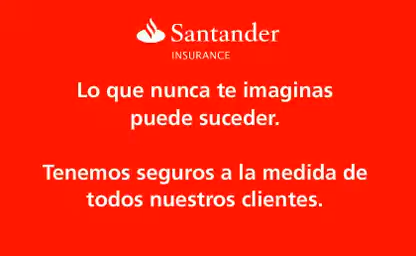 Santander
INSURANCE
Lo que nunca te imaginas
puede suceder.
Tenemos seguros a la medida de
todos nuestros clientes.